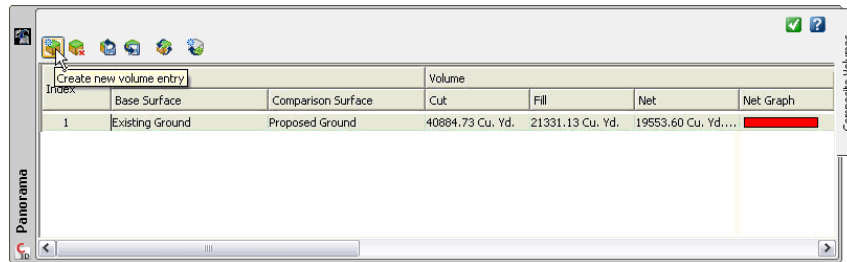 Create new volume entry
Index
Volume
Base Surface Comparison Surface Cut Fill Net Net Graph
1 Existing Ground Proposed Ground 40884.73 Cu. Yd. 21331.13 Cu. Yd. 19553.60 Cu. Yd....
Panorama
Composite Volumes